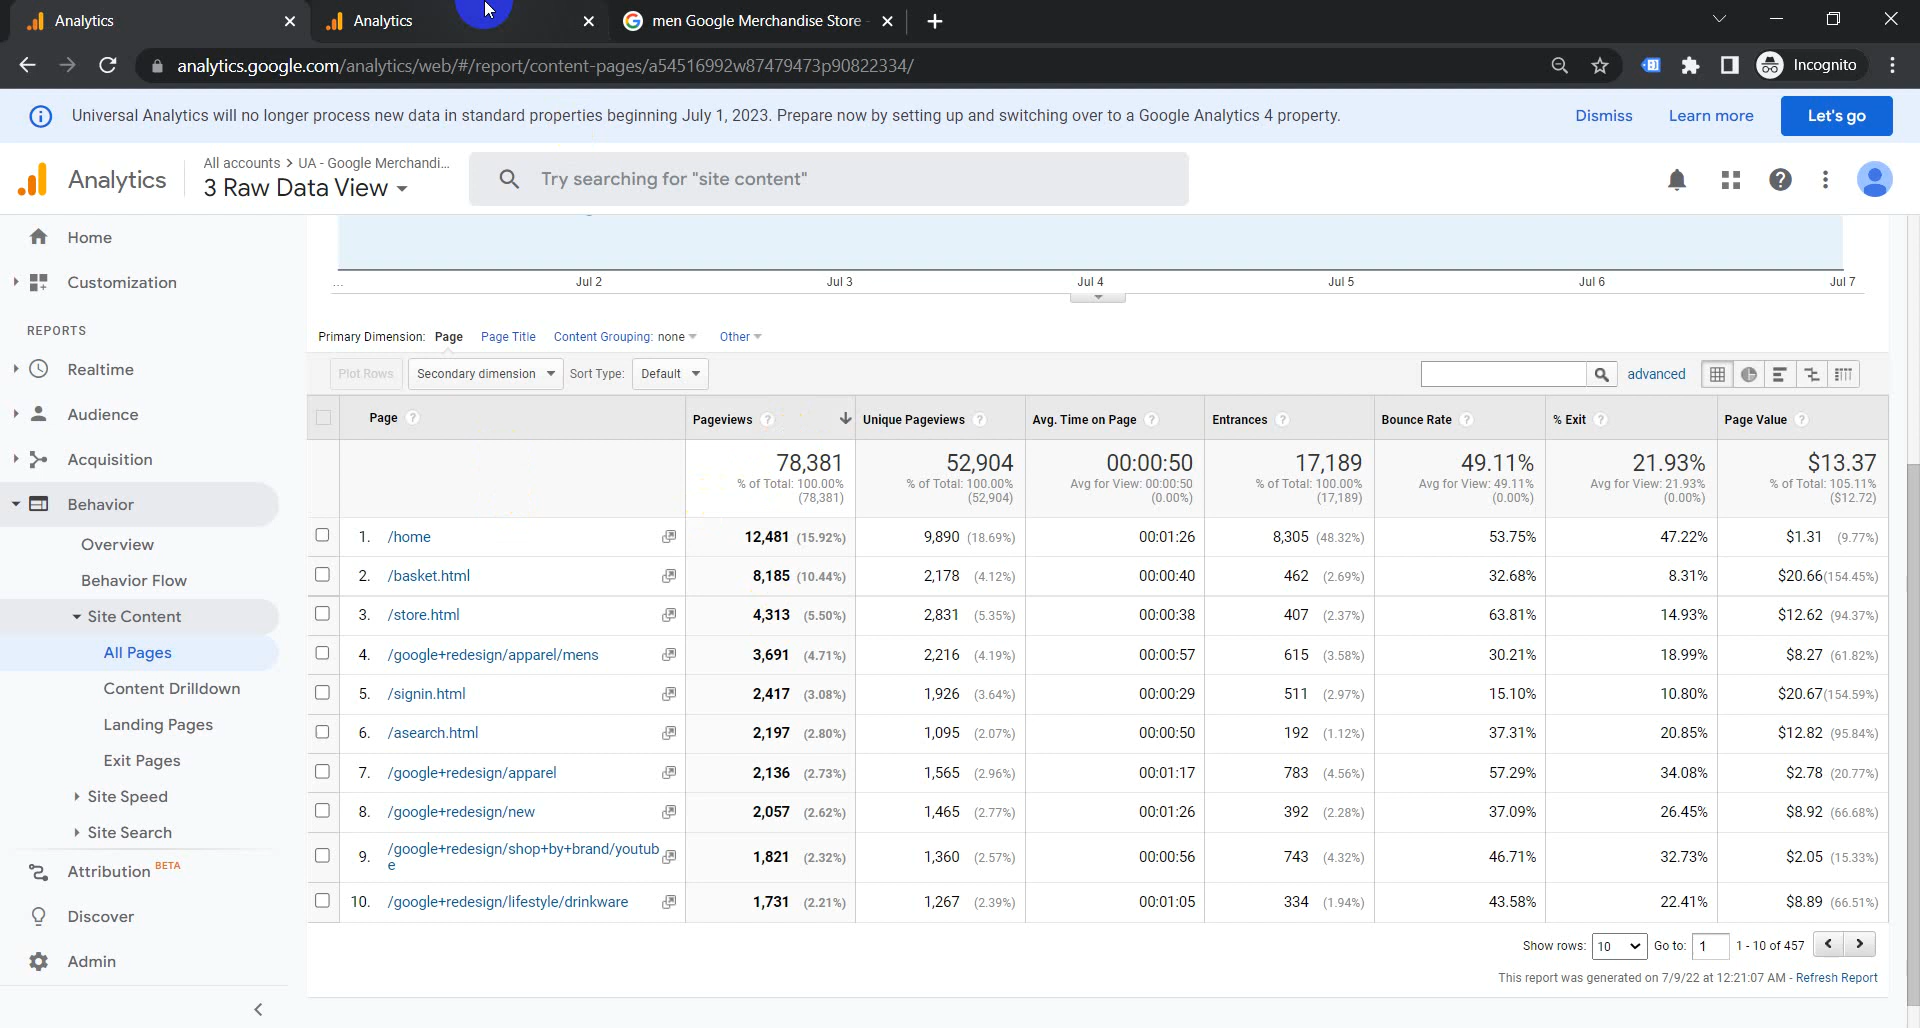 Analytics
Analytics
men Google Merchandise Store -
analytics.google.com/analytics/web/#/report/content-pages/a54516992w87479473p90822334/
Incognito
Universal Analytics will no longer process new data in standard properties beginning July 1, 2023. Prepare now by setting up and switching over to a Google Analytics 4 property.
Dismiss
Learn more
Let's go
Analytics
All accounts > UA - Google Merchandi...
3 Raw Data View
Try searching for "site content"
Home
Customization
REPORTS
Realtime
Audience
Acquisition
Behavior
Overview
Behavior Flow
Site Content
All Pages
Content Drilldown
Landing Pages
Exit Pages
Site Speed
Site Search
Attribution BETA
Discover
Admin
... Jul 2 Jul 3 Jul 4 Jul 5 Jul 6 Jul 7
Primary Dimension: Page Page Title Content Grouping: none Other
Plot Rows Secondary dimension Sort Type: Default advanced
Page ? Pageviews ? Unique Pageviews ? Avg. Time on Page ? Entrances ? Bounce Rate ? % Exit ? Page Value ?
78,381 52,904 00:00:50 17,189 49.11% 21.93% $13.37
% of Total: 100.00% % of Total: 100.00% Avg for View: 00:00:50 % of Total: 100.00% Avg for View: 49.11% Avg for View: 21.93% % of Total: 105.11%
(78,381) (52,904) (0.00%) (17,189) (0.00%) (0.00%) ($12.72)
1. /home 12,481 (15.92%) 9,890 (18.69%) 00:01:26 8,305 (48.32%) 53.75% 47.22% $1.31 (9.77%)
2. /basket.html 8,185 (10.44%) 2,178 (4.12%) 00:00:40 462 (2.69%) 32.68% 8.31% $20.66(154.45%)
3. /store.html 4,313 (5.50%) 2,831 (5.35%) 00:00:38 407 (2.37%) 63.81% 14.93% $12.62 (94.37%)
4. /google+redesign/apparel/mens 3,691 (4.71%) 2,216 (4.19%) 00:00:57 615 (3.58%) 30.21% 18.99% $8.27 (61.82%)
5. /signin.html 2,417 (3.08%) 1,926 (3.64%) 00:00:29 511 (2.97%) 15.10% 10.80% $20.67(154.59%)
6. /asearch.html 2,197 (2.80%) 1,095 (2.07%) 00:00:50 192 (1.12%) 37.31% 20.85% $12.82 (95.84%)
7. /google+redesign/apparel 2,136 (2.73%) 1,565 (2.96%) 00:01:17 783 (4.56%) 57.29% 34.08% $2.78 (20.77%)
8. /google+redesign/new 2,057 (2.62%) 1,465 (2.77%) 00:01:26 392 (2.28%) 37.09% 26.45% $8.92 (66.68%)
9. /google+redesign/shop+by+brand/youtub
e 1,821 (2.32%) 1,360 (2.57%) 00:00:56 743 (4.32%) 46.71% 32.73% $2.05 (15.33%)
10. /google+redesign/lifestyle/drinkware 1,731 (2.21%) 1,267 (2.39%) 00:01:05 334 (1.94%) 43.58% 22.41% $8.89 (66.51%)
Show rows: 10 Go to: 1 1 - 10 of 457
This report was generated on 7/9/22 at 12:21:07 AM - Refresh Report